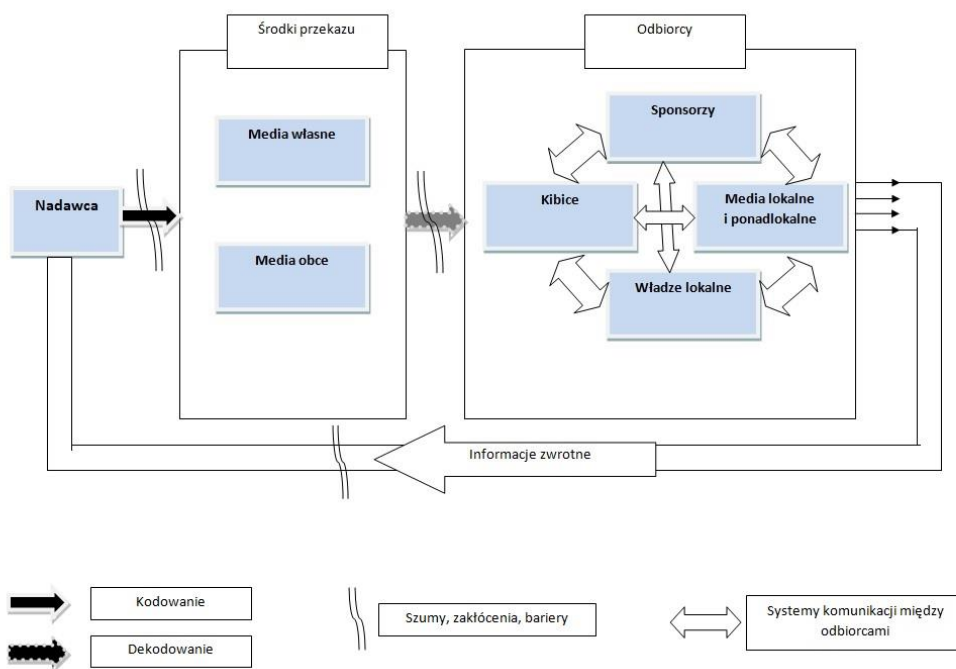 Środki przekazu
Odbiorcy
Media własne
Sponsorzy
Nadawca
Kibice
Media lokalne
i ponadlokalne
Media obce
Władze lokalne
Informacje zwrotne
Kodowanie
Szumy, zakłócenia, bariery
Systemy komunikacji między
odbiorcami
Dekodowanie